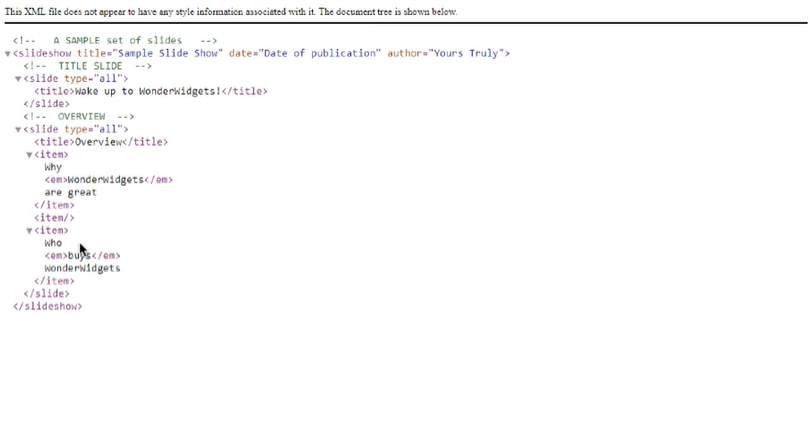 This XML file does not appear to have any style information associated with it. The document tree is shown below.
<!-- A SAMPLE set of slides -->
▼<slideshow title="Sample Slide Show" date="Date of publication" author="Yours Truly">
<!-- TITLE SLIDE -->
▼<slide type="all">
<title>Wake up to WonderWidgets!</title>
</slide>
<!-- OVERVIEW -->
▼<slide type="all">
<title>Overview</title>
▼<item>
Why
<em>WonderWidgets</em>
are great
</item>
<item/>
▼<item>
Who
<em>buys</em>
WonderWidgets
</item>
</slide>
</slideshow>